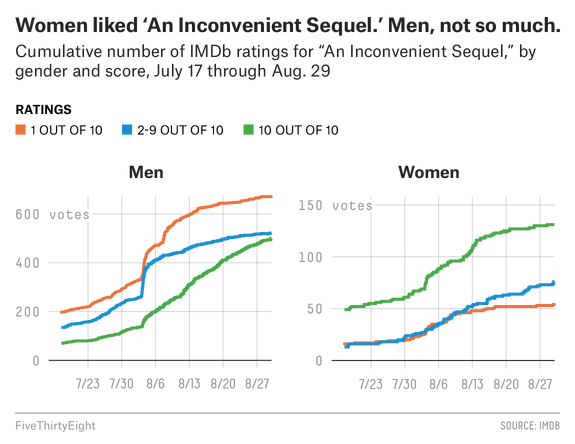 Women liked ‘An Inconvenient Sequel.’ Men, not so much.
Cumulative number of IMDb ratings for “An Inconvenient Sequel,” by
gender and score, July 17 through Aug. 29
RATINGS
1 OUT OF 10 2-9 OUT OF 10 10 OUT OF 10
Men
600 votes
400
200
0
7/23 7/30 8/6 8/13 8/20 8/27
Women
150 votes
100
50
0
7/23 7/30 8/6 8/13 8/20 8/27
FiveThirtyEight SOURCE: IMDB